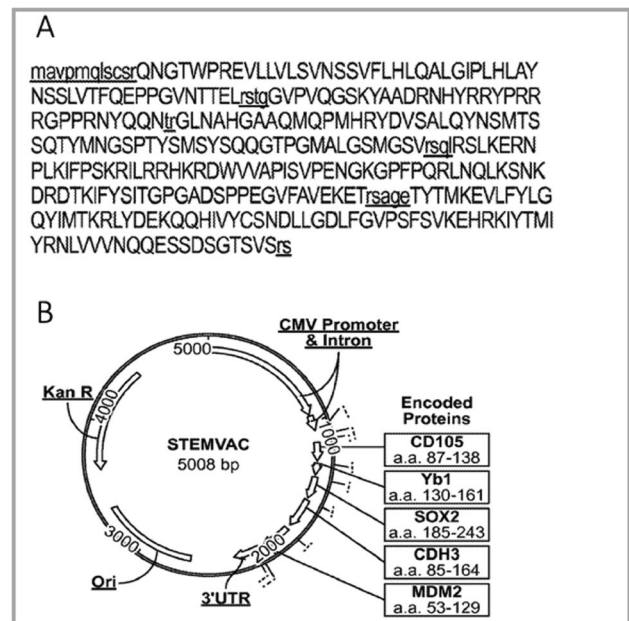 A
mavpmqlscsrQNGTWPREVLLVLSVNSSVFLHLQALGIPLHLAY
NSSLVTFQEPPGVNTTELrstgGVPVQGSKYAADRNHYRRYPRR
RGPPRNYQQNtrGLNAHGAAQMQPMHRYDVSALQYNSMTS
SQTYMNGSPTYSMSYSQQGTPGMALGSMGSVrsqlRSLKERN
PLKIFPSKRILRRHKRDWVVAPISVPENGKGPFPQRLNQLKSNK
DRDTKIFYSITGPGADSPPEGVFAVEKETrsageTYTMKEVLFYLG
QYIMTKRLYDEKQQHIVYCSNDLLGDLFGVPSFSVKEHRKIYTMI
YRNLVVVNQQESSDSGTSVSrs
B
CMV Promoter
& Intron
5000
Kan R
4000
1000
STEMVAC
5008 bp
Encoded
Proteins
CD105
a.a. 87-138
Yb1
a.a. 130-161
SOX2
a.a. 185-243
CDH3
a.a. 85-164
MDM2
a.a. 53-129
3000
2000
Ori
3'UTR